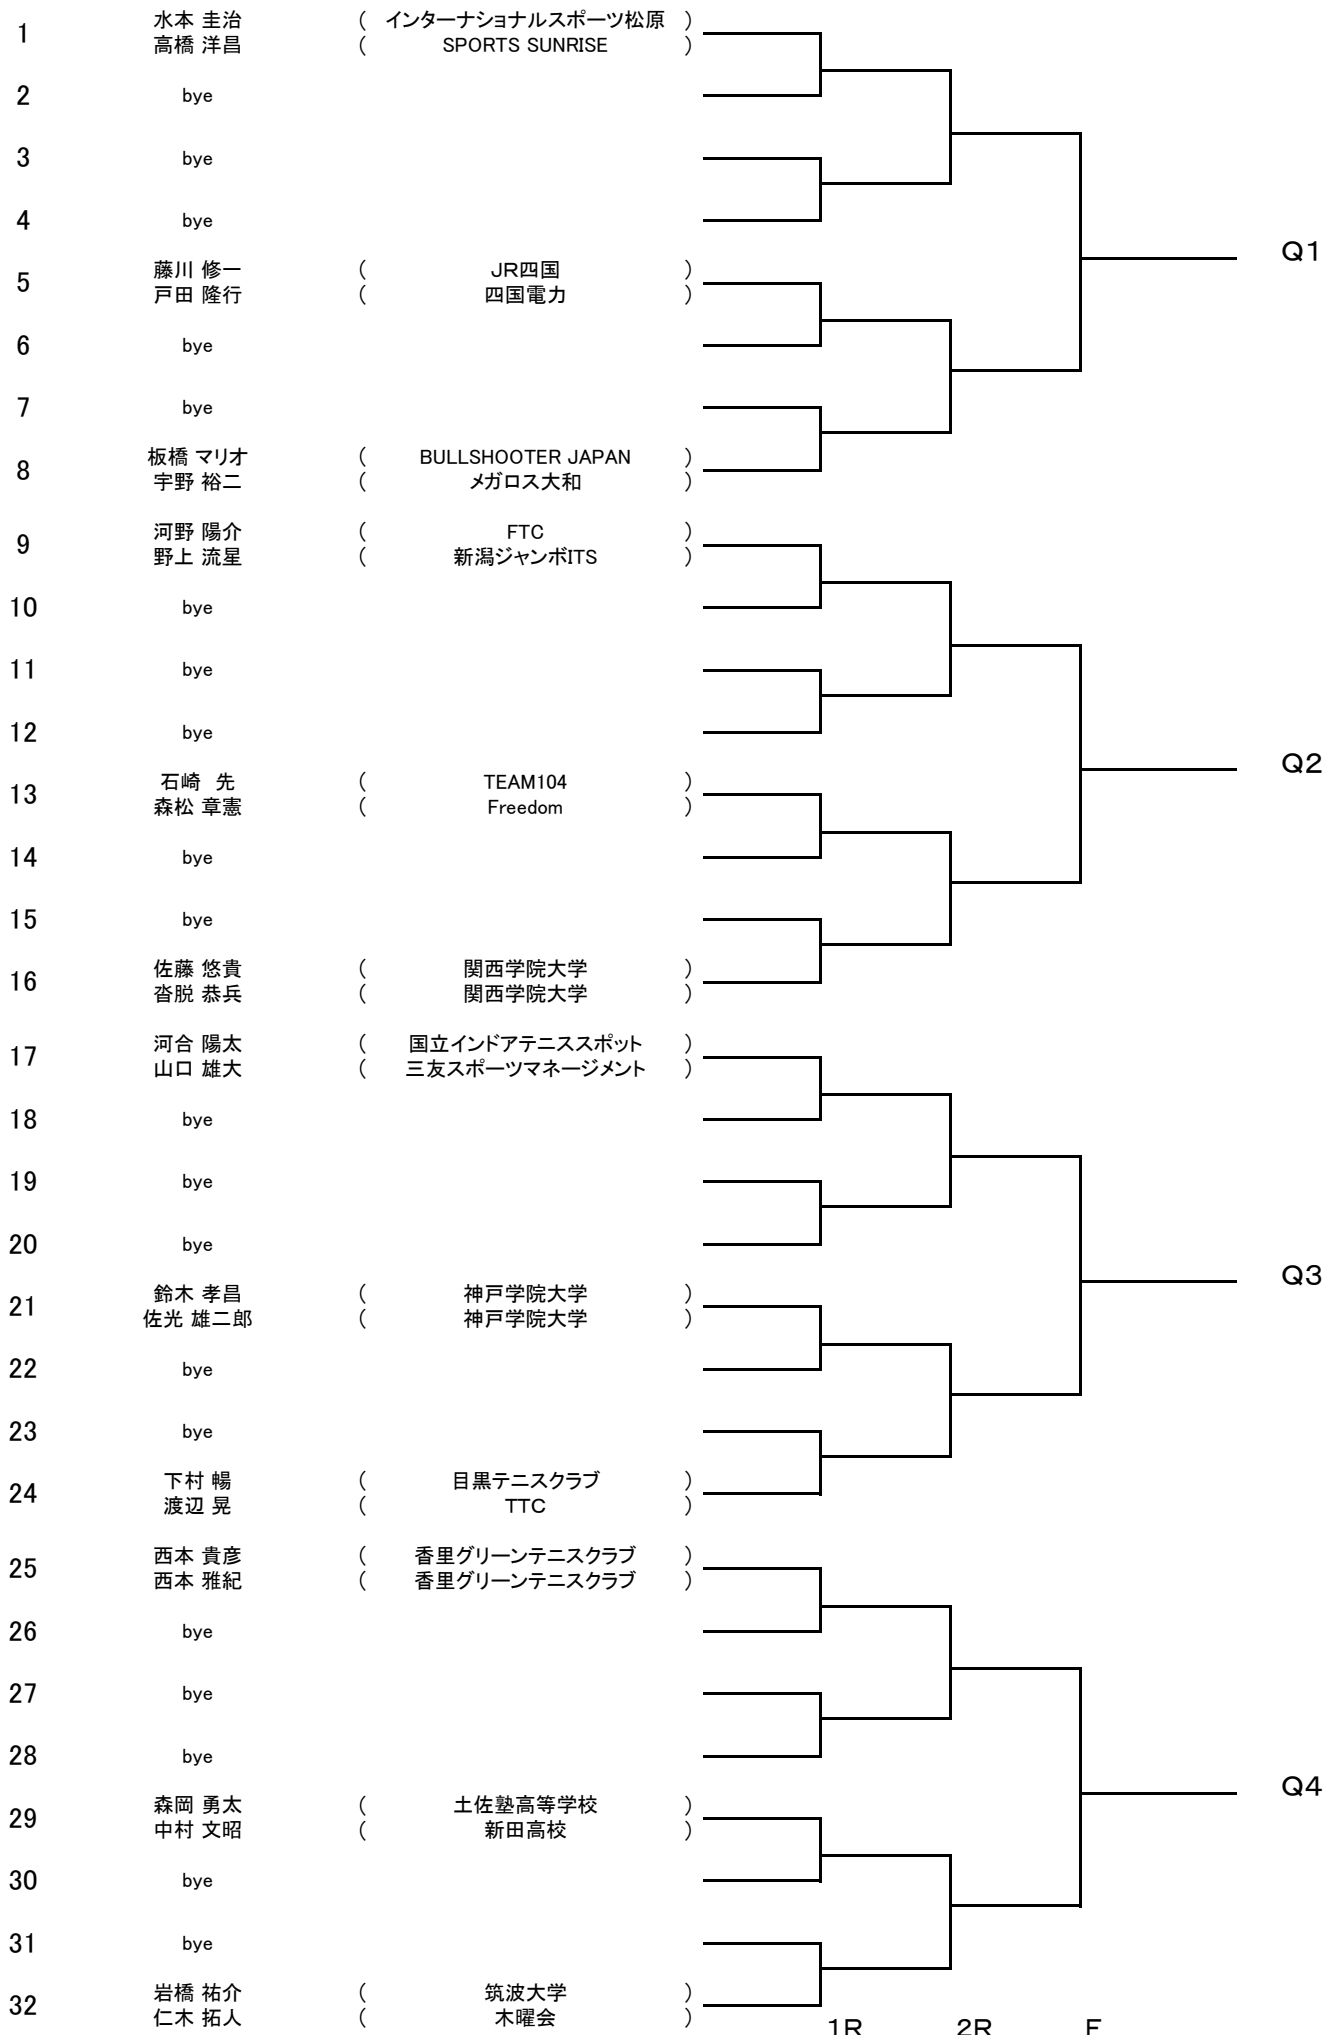 1 水本 圭治 ( インターナショナルスポーツ松原 )
高橋 洋昌 ( SPORTS SUNRISE )
2 bye
3 bye
4 bye
Q1
5 藤川 修一 ( JR四国 )
戸田 隆行 ( 四国電力 )
6 bye
7 bye
8 板橋 マリオ ( BULLSHOOTER JAPAN )
宇野 裕二 ( メガロス大和 )
9 河野 陽介 ( FTC )
野上 流星 ( 新潟ジャンボITS )
10 bye
11 bye
12 bye
Q2
13 石崎 先 ( TEAM104 )
森松 章憲 ( Freedom )
14 bye
15 bye
16 佐藤 悠貴 ( 関西学院大学 )
沓脱 恭兵 ( 関西学院大学 )
17 河合 陽太 ( 国立インドアテニススポット )
山口 雄大 ( 三友スポーツマネージメント )
18 bye
19 bye
20 bye
Q3
21 鈴木 孝昌 ( 神戸学院大学 )
佐光 雄二郎 ( 神戸学院大学 )
22 bye
23 bye
24 下村 暢 ( 目黒テニスクラブ )
渡辺 晃 ( TTC )
25 西本 貴彦 ( 香里グリーンテニスクラブ )
西本 雅紀 ( 香里グリーンテニスクラブ )
26 bye
27 bye
28 bye
Q4
29 森岡 勇太 ( 土佐塾高等学校 )
中村 文昭 ( 新田高校 )
30 bye
31 bye
32 岩橋 祐介 ( 筑波大学 )
仁木 拓人 ( 木曜会 )
1R 2R F